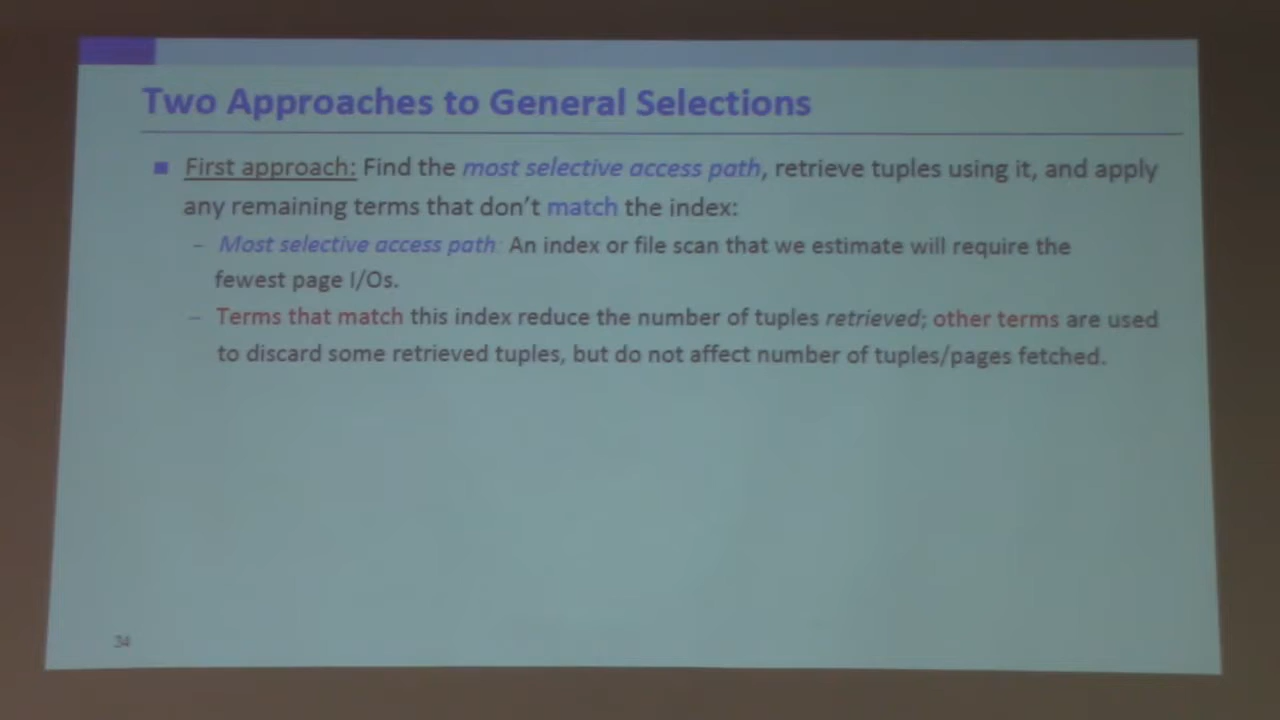 Two Approaches to General Selections
First approach: Find the most selective access path, retrieve tuples using it, and apply
any remaining terms that don't match the index:
– Most selective access path: An index or file scan that we estimate will require the
fewest page I/Os.
– Terms that match this index reduce the number of tuples retrieved; other terms are used
to discard some retrieved tuples, but do not affect number of tuples/pages fetched.
34